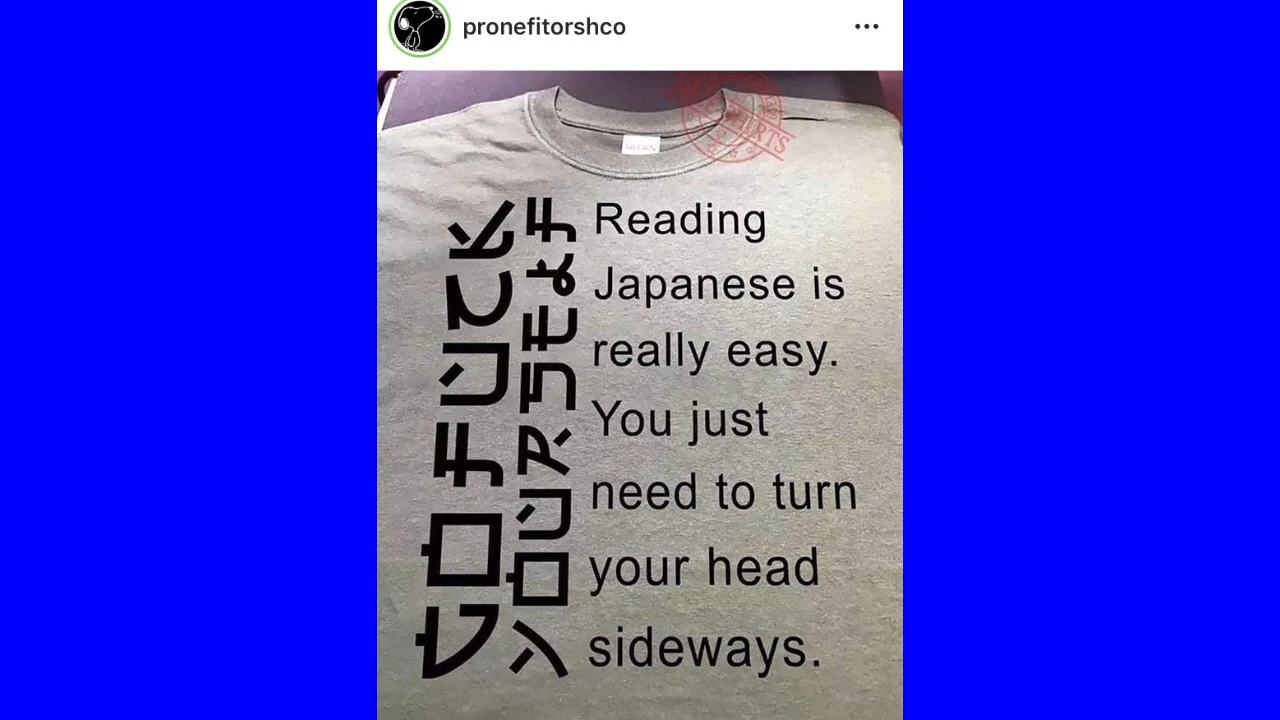 pronefitorshco
GO FUCK
YOURSELF
Reading
Japanese is
really easy.
You just
need to turn
your head
sideways.